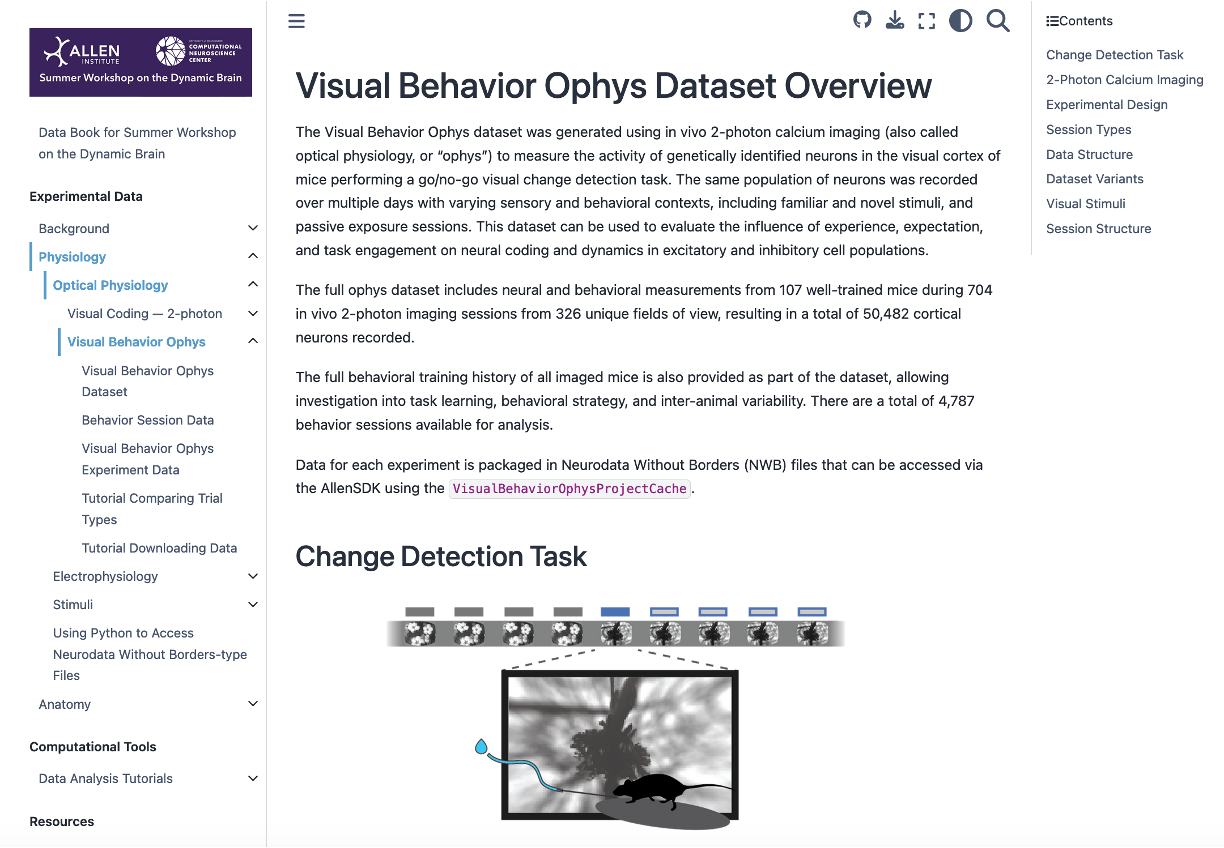 ALLEN
INSTITUTE
COMPUTATIONAL
NEUROSCIENCE
CENTER
Summer Workshop on the Dynamic Brain
Data Book for Summer Workshop
on the Dynamic Brain
Experimental Data
Background
Physiology
Optical Physiology
Visual Coding — 2-photon
Visual Behavior Ophys
Visual Behavior Ophys
Dataset
Behavior Session Data
Visual Behavior Ophys
Experiment Data
Tutorial Comparing Trial
Types
Tutorial Downloading Data
Electrophysiology
Stimuli
Using Python to Access
Neurodata Without Borders-type
Files
Anatomy
Computational Tools
Data Analysis Tutorials
Resources
Visual Behavior Ophys Dataset Overview
The Visual Behavior Ophys dataset was generated using in vivo 2-photon calcium imaging (also called
optical physiology, or “ophys”) to measure the activity of genetically identified neurons in the visual cortex of
mice performing a go/no-go visual change detection task. The same population of neurons was recorded
over multiple days with varying sensory and behavioral contexts, including familiar and novel stimuli, and
passive exposure sessions. This dataset can be used to evaluate the influence of experience, expectation,
and task engagement on neural coding and dynamics in excitatory and inhibitory cell populations.
The full ophys dataset includes neural and behavioral measurements from 107 well-trained mice during 704
in vivo 2-photon imaging sessions from 326 unique fields of view, resulting in a total of 50,482 cortical
neurons recorded.
The full behavioral training history of all imaged mice is also provided as part of the dataset, allowing
investigation into task learning, behavioral strategy, and inter-animal variability. There are a total of 4,787
behavior sessions available for analysis.
Data for each experiment is packaged in Neurodata Without Borders (NWB) files that can be accessed via
the AllenSDK using the VisualBehaviorOphysProjectCache.
Change Detection Task
Contents
Change Detection Task
2-Photon Calcium Imaging
Experimental Design
Session Types
Data Structure
Dataset Variants
Visual Stimuli
Session Structure